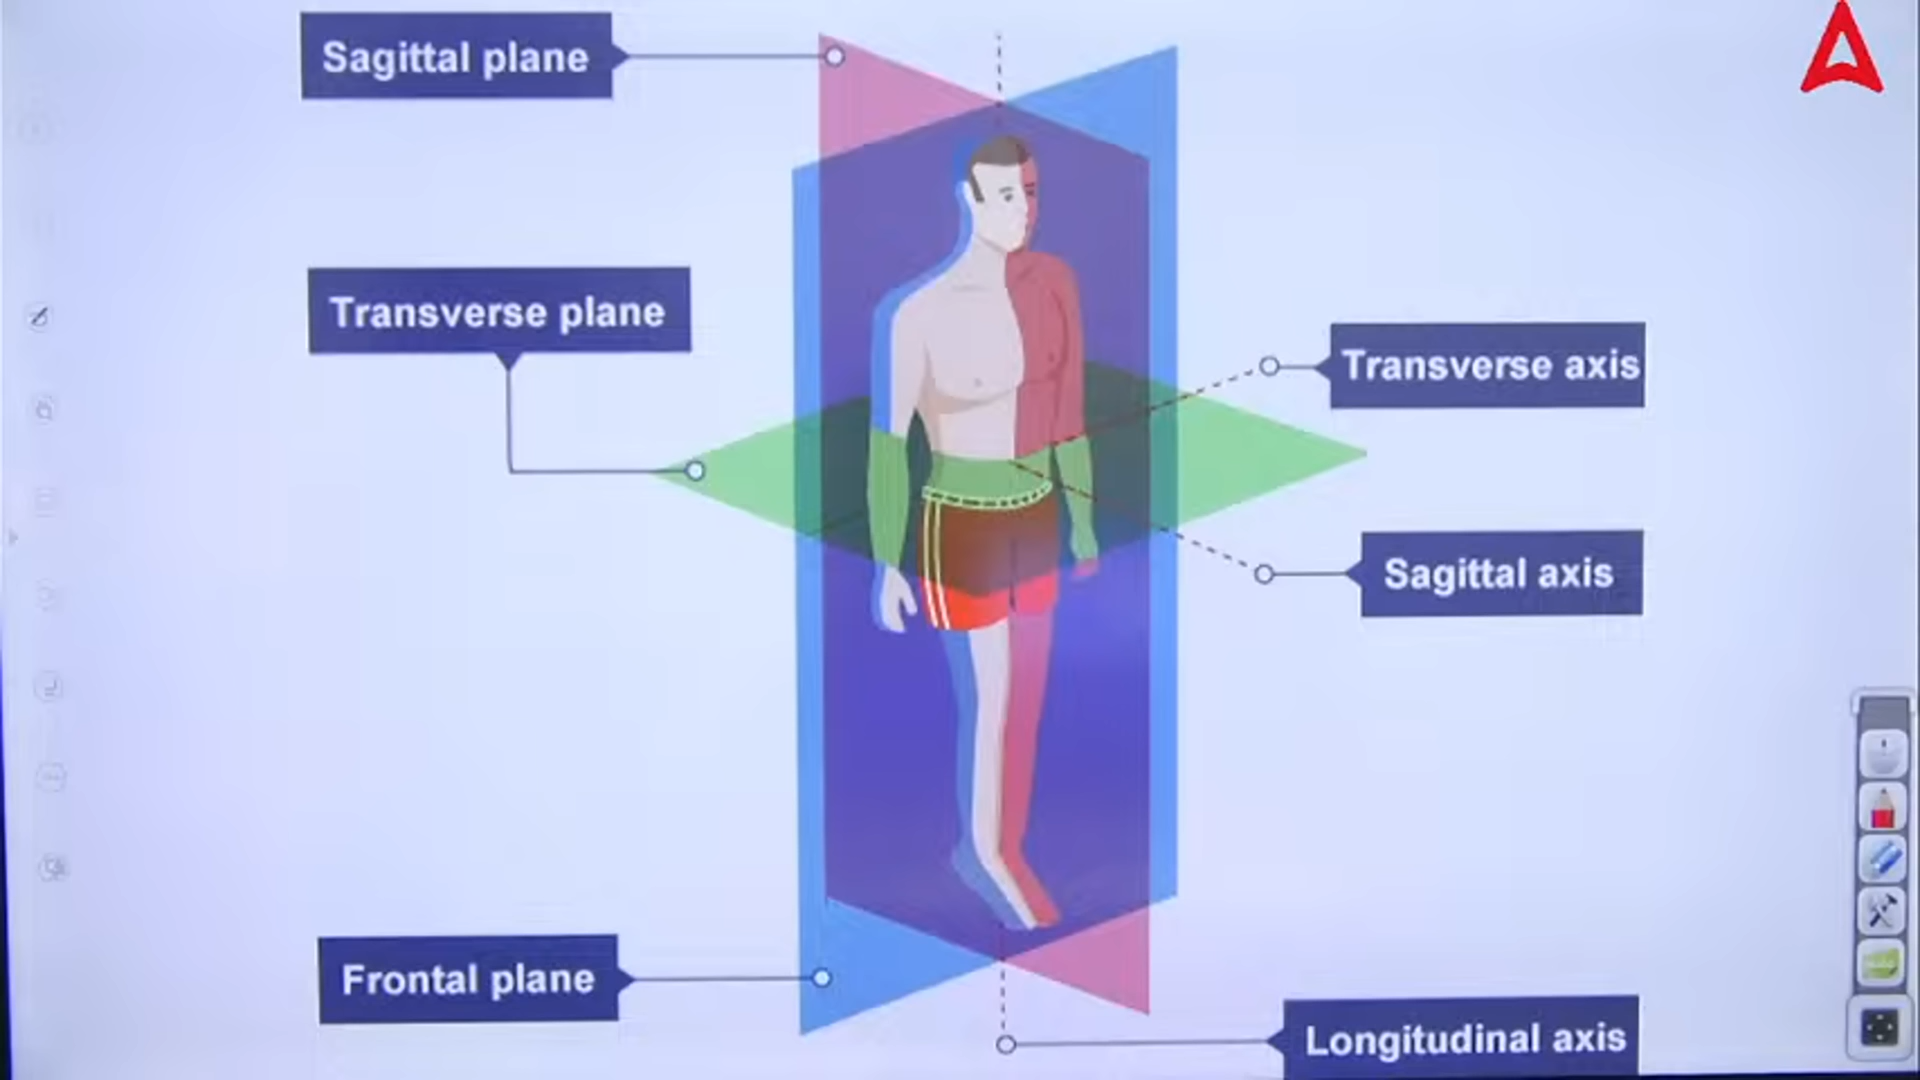 Sagittal plane
Transverse plane
Transverse axis
Sagittal axis
Frontal plane
Longitudinal axis